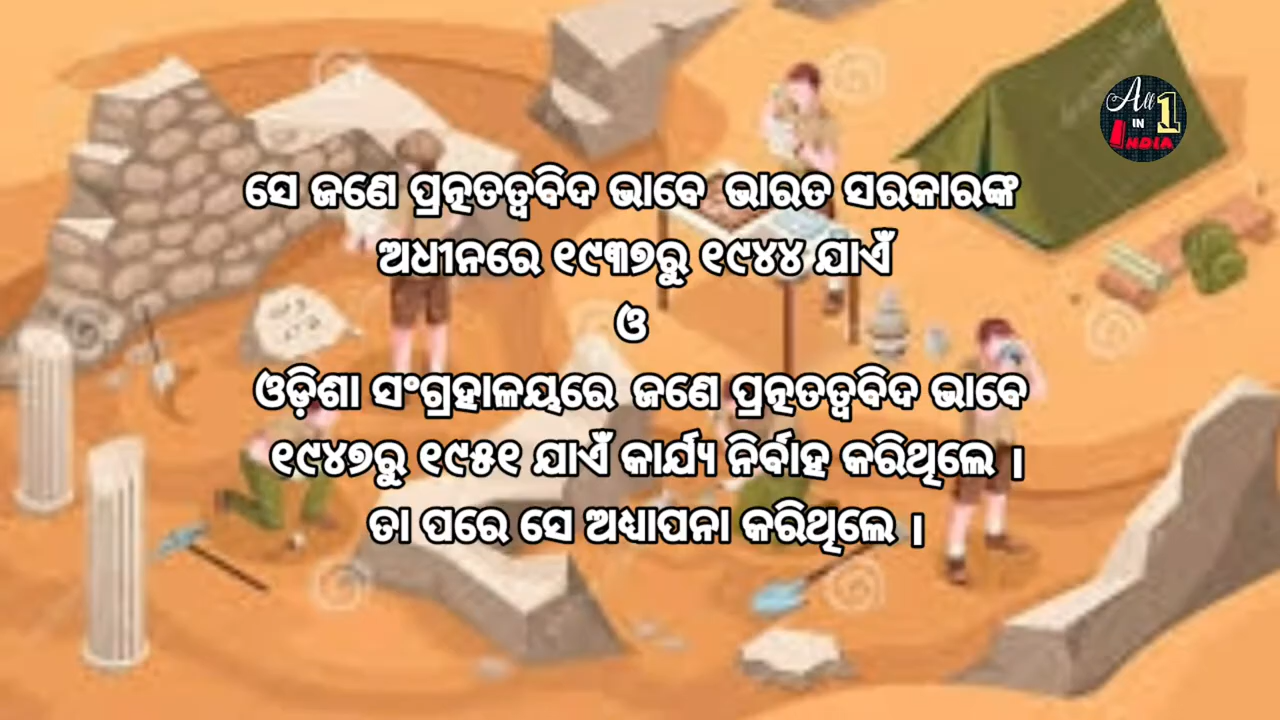 All
IN 1
INDIA
ସେ ଜଣେ ପ୍ରତ୍ନତତ୍ତ୍ୱବିଦ ଭାବେ ଭାରତ ସରକାରଙ୍କ
ଅଧୀନରେ ୧୯୩୭ରୁ ୧୯୪୪ ଯାଏଁ
ଓ
ଓଡ଼ିଶା ସଂଗ୍ରହାଳୟରେ ଜଣେ ପ୍ରତ୍ନତତ୍ତ୍ୱବିଦ ଭାବେ
୧୯୪୭ରୁ ୧୯୫୧ ଯାଏଁ କାର୍ଯ୍ୟ ନିର୍ବାହ କରିଥିଲେ ।
ତା ପରେ ସେ ଅଧ୍ୟାପନା କରିଥିଲେ ।